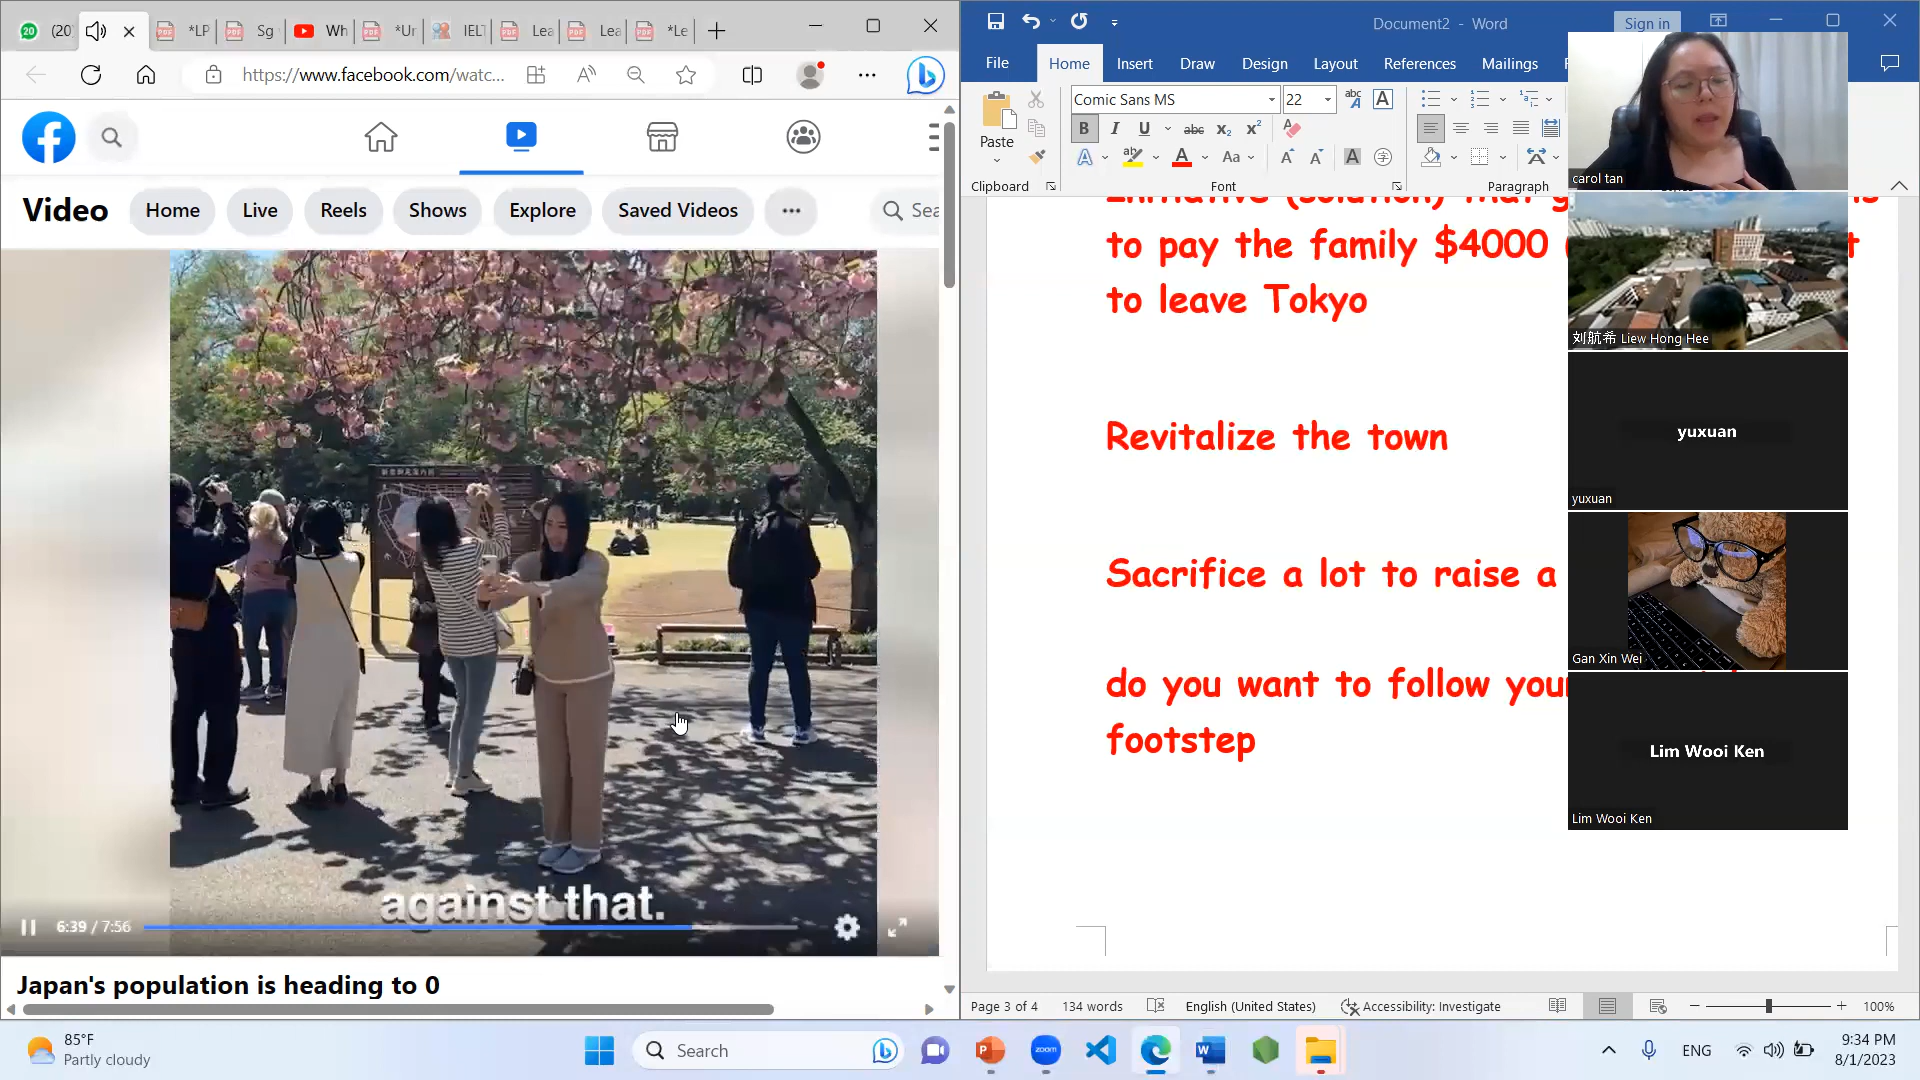 (20
*LP
Sg
Wh
*Ur
IEL
Lea
Lea
*Le
https://www.facebook.com/watc...
Video
Home
Live
Reels
Shows
Explore
Saved Videos
Sea
against that.
6:39 / 7:56
Japan's population is heading to 0
Document2 - Word
Sign in
File
Home
Insert
Draw
Design
Layout
References
Mailings
Paste
Clipboard
Comic Sans MS
22
Font
Paragraph
Initiative (solution) that g
to pay the family $4000
to leave Tokyo
Revitalize the town
Sacrifice a lot to raise a
do you want to follow your
footstep
carol tan
刘航希 Liew Hong Hee
yuxuan
yuxuan
Gan Xin Wei
Lim Wooi Ken
Lim Wooi Ken
Page 3 of 4
134 words
English (United States)
Accessibility: Investigate
100%
85°F
Partly cloudy
Search
zoom
ENG
9:34 PM
8/1/2023